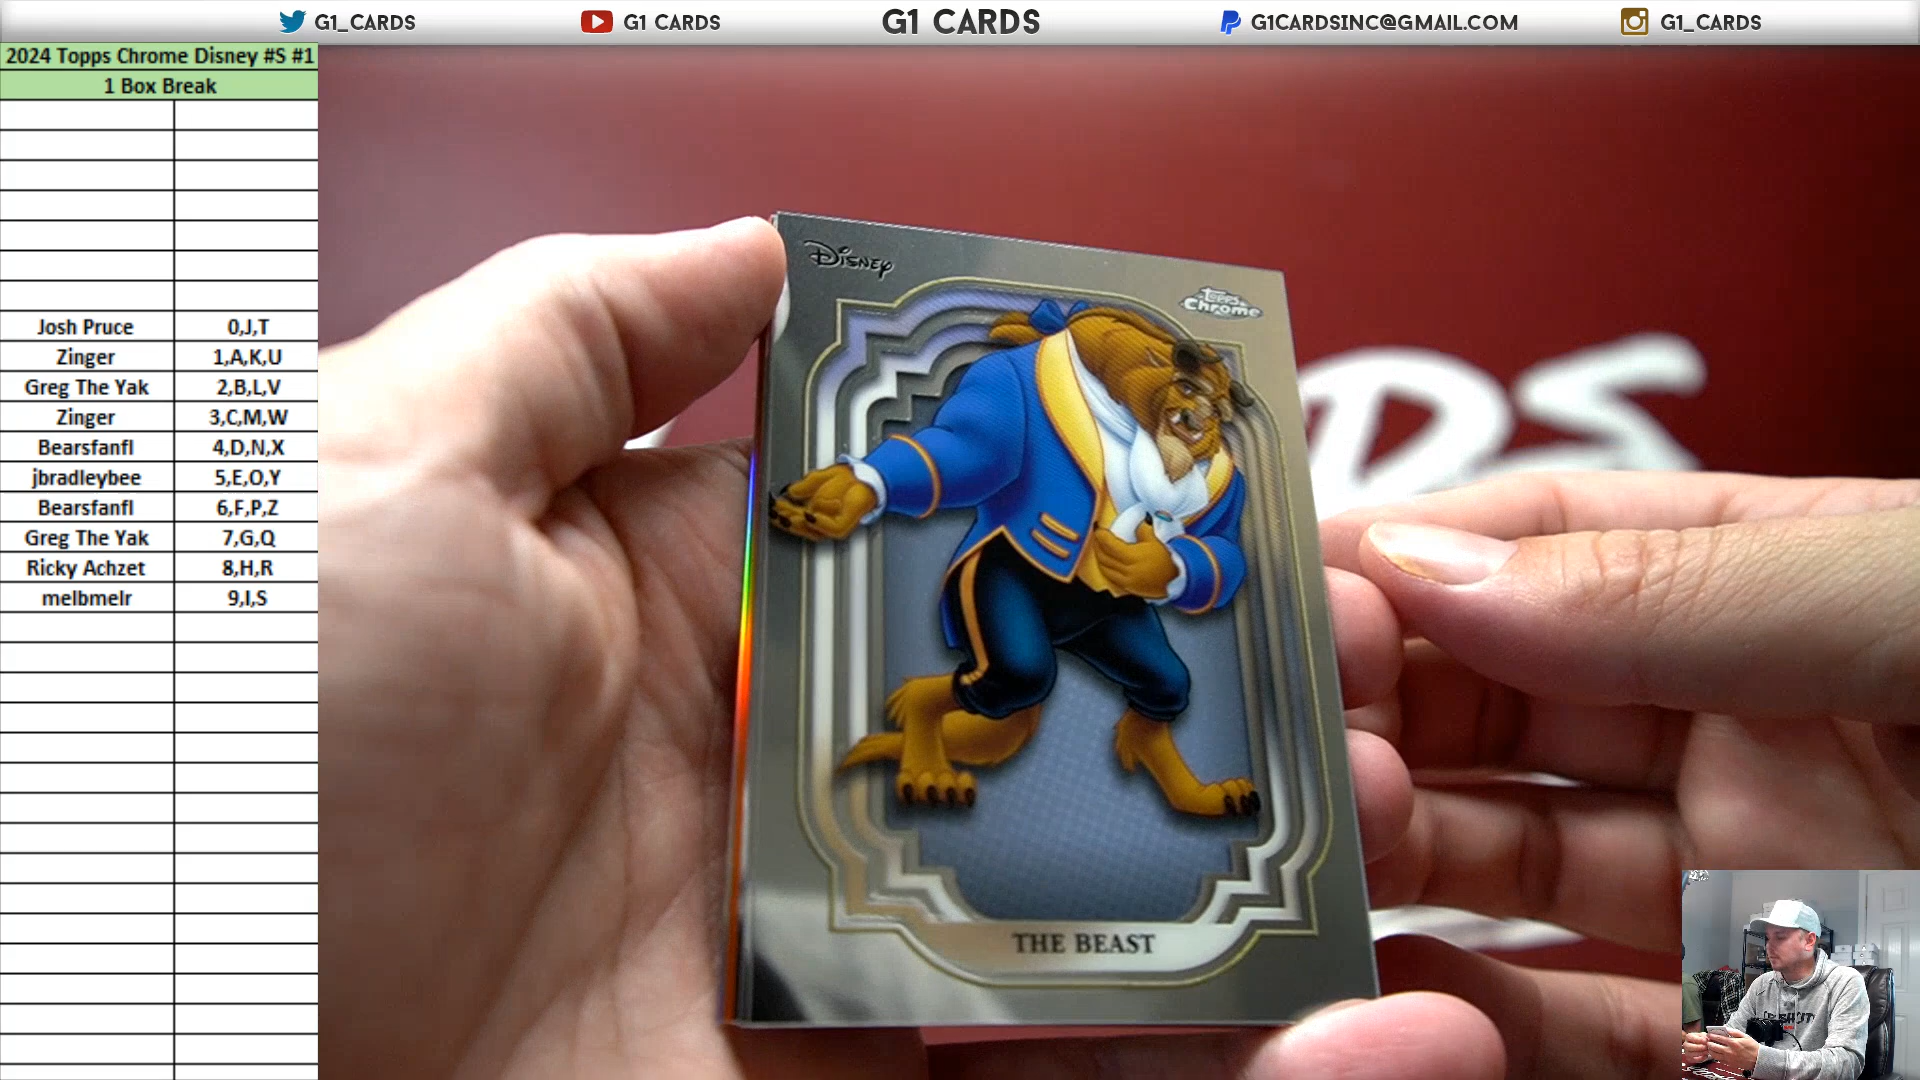 G1_CARDS
G1 CARDS
G1 CARDS
G1CARDSINC@GMAIL.COM
G1_CARDS
2024 Topps Chrome Disney #S #1
1 Box Break
Josh Pruce 0,J,T
Zinger 1,A,K,U
Greg The Yak 2,B,L,V
Zinger 3,C,M,W
Bearsfanfl 4,D,N,X
jbradleybee 5,E,O,Y
Bearsfanfl 6,F,P,Z
Greg The Yak 7,G,Q
Ricky Achzet 8,H,R
melbmelr 9,I,S
Disney
Topps Chrome
THE BEAST
RDS